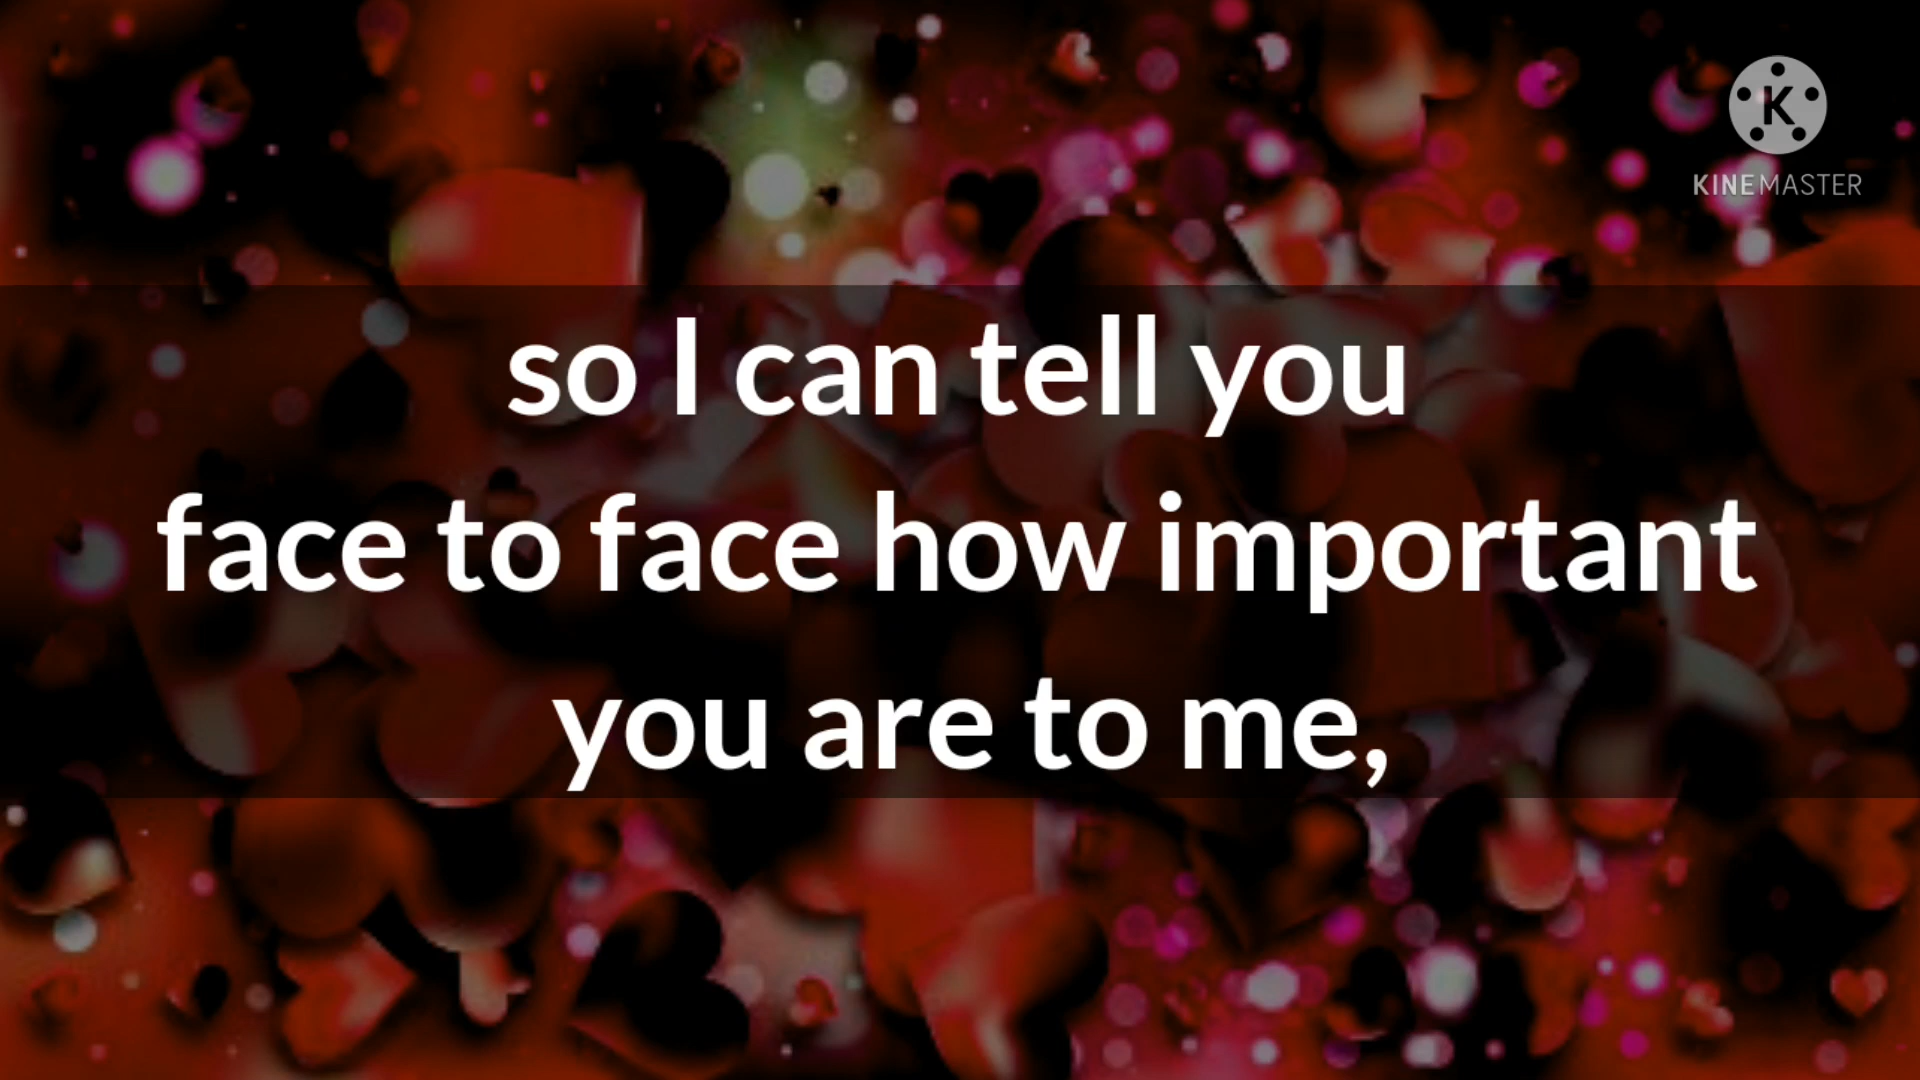 K
KINEMASTER
so I can tell you
face to face how important
you are to me,